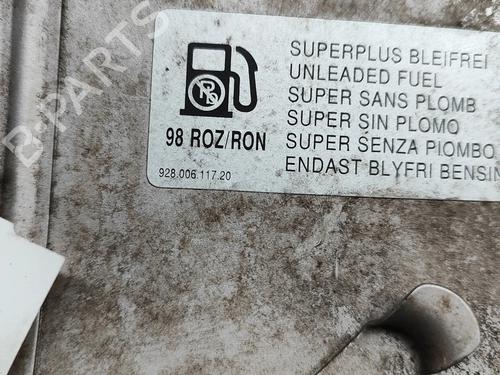 SUPERPLUS BLEIFREI
UNLEADED FUEL
SUPER SANS PLOMB
SUPER SIN PLOMO
SUPER SENZA PIOMBO
ENDAST BLYFRI BENSIN
98 ROZ/RON
928.006.117.20
B-PARTS